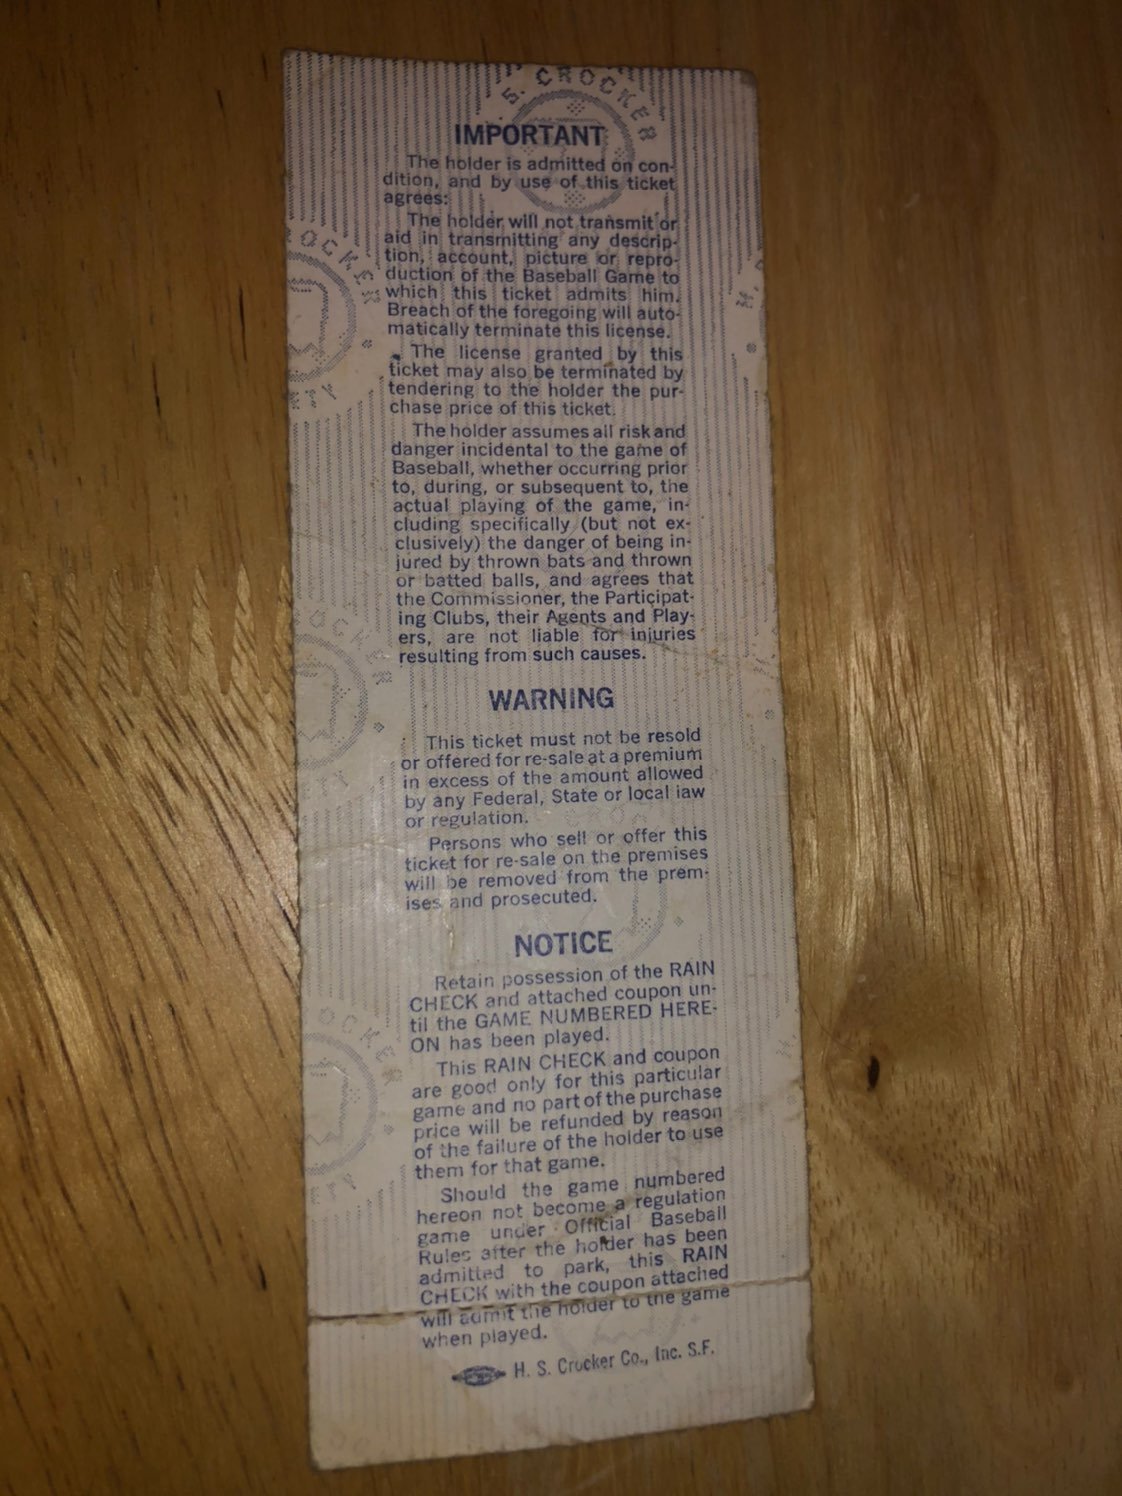 S. CROCKER
IMPORTANT
The holder is admitted on con-
dition, and by use of this ticket
agrees:
The holder will not transmit or
aid in transmitting any descrip-
tion, account, picture or repro-
duction of the Baseball Game to
which this ticket admits him.
Breach of the foregoing will auto-
matically terminate this license.
The license granted by this
ticket may also be terminated by
tendering to the holder the pur-
chase price of this ticket.
The holder assumes all risk and
danger incidental to the game of
Baseball, whether occurring prior
to, during, or subsequent to, the
actual playing of the game, in-
cluding specifically (but not ex-
clusively) the danger of being in-
jured by thrown bats and thrown
or batted balls, and agrees that
the Commissioner, the Participat-
ing Clubs, their Agents and Play-
ers, are not liable for injuries
resulting from such causes.
WARNING
This ticket must not be resold
or offered for re-sale at a premium
in excess of the amount allowed
by any Federal, State or local law
or regulation.
Persons who sell or offer this
ticket for re-sale on the premises
will be removed from the prem-
ises and prosecuted.
NOTICE
Retain possession of the RAIN
CHECK and attached coupon un-
til the GAME NUMBERED HERE-
ON has been played.
This RAIN CHECK and coupon
are good only for this particular
game and no part of the purchase
price will be refunded by reason
of the failure of the holder to use
them for that game.
Should the game numbered
hereon not become a regulation
game under Official Baseball
Rules after the holder has been
admitted to park, this RAIN
CHECK with the coupon attached
will admit the holder to the game
when played.
H. S. Crocker Co., Inc. S.F.